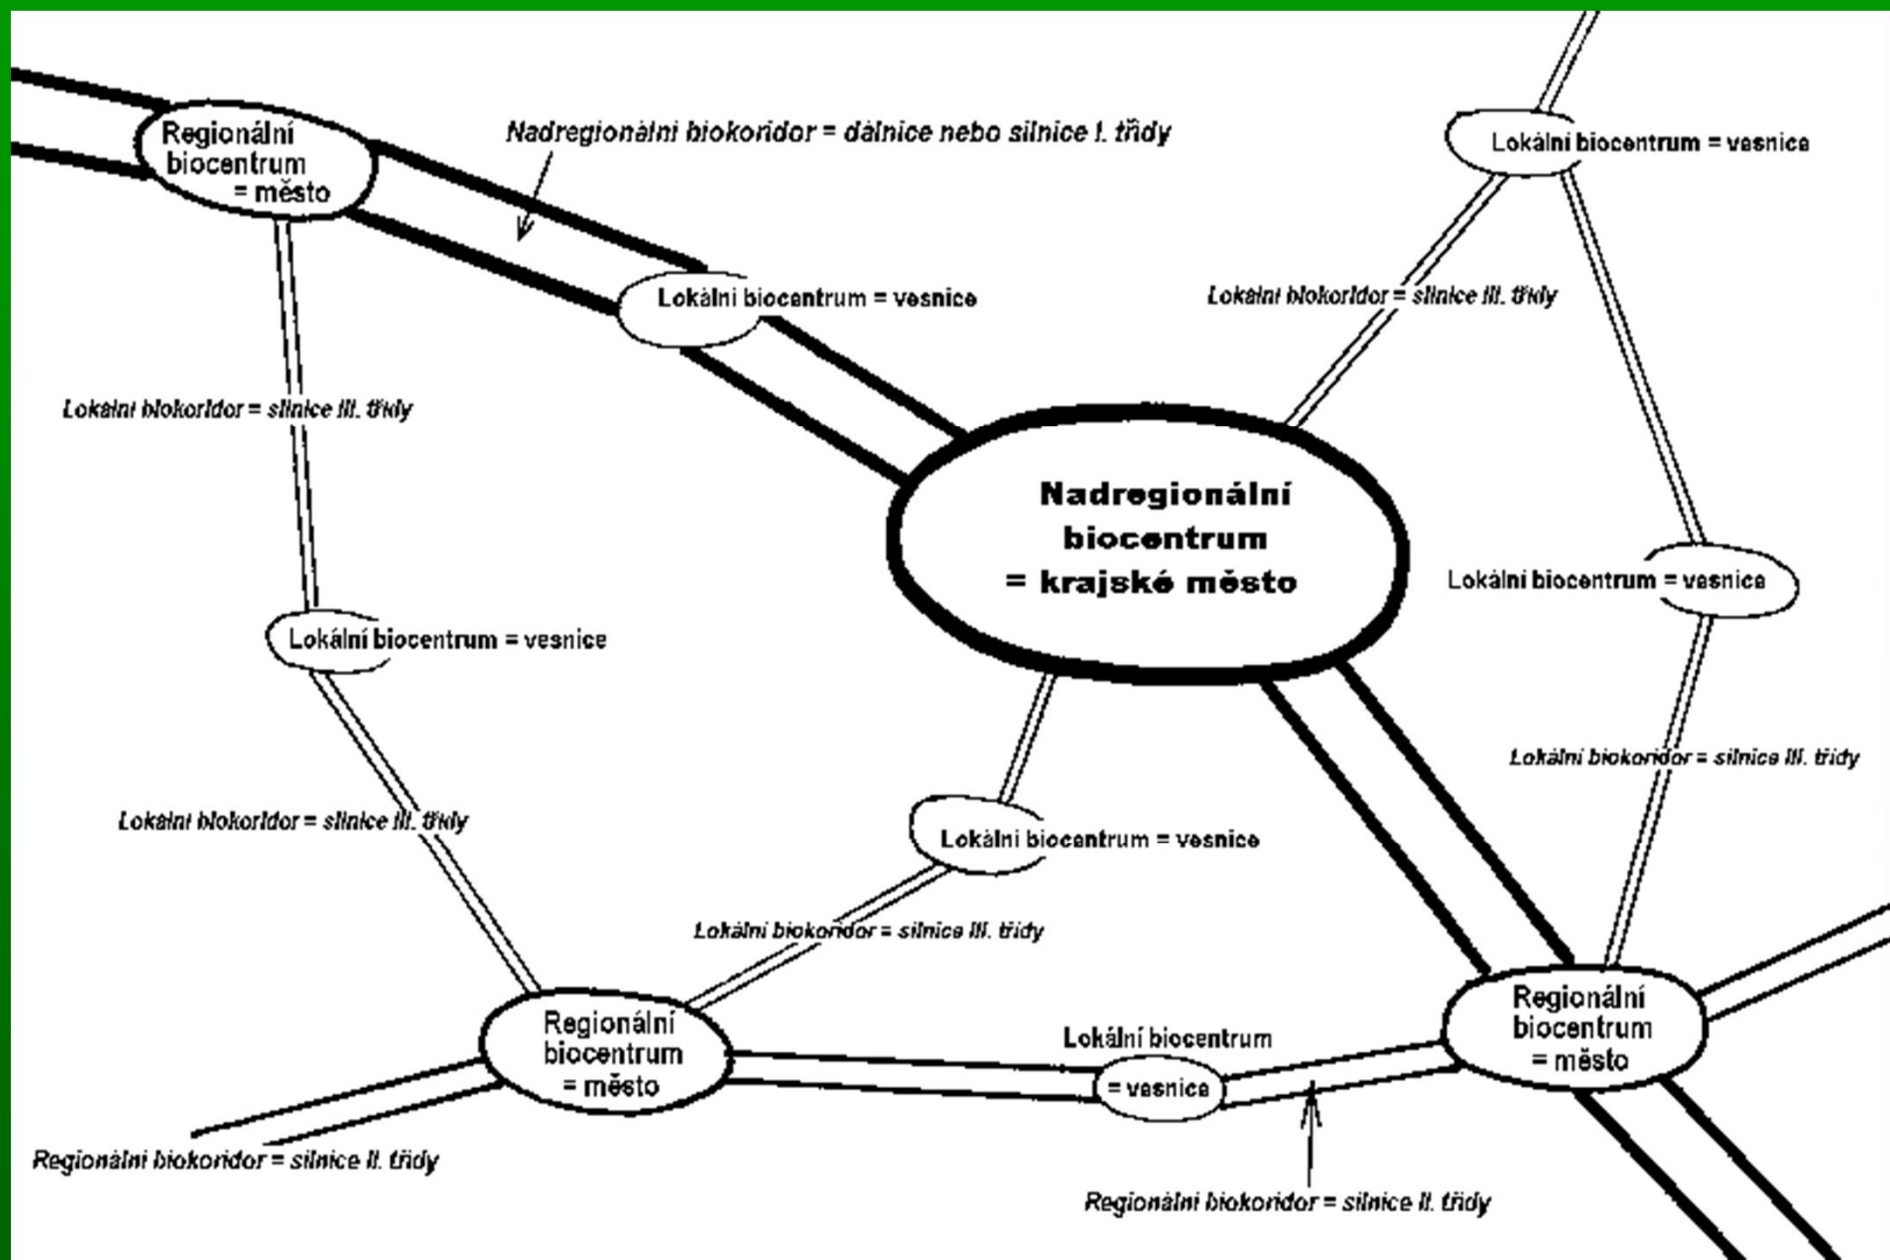 Regionální
biocentrum
= město
Nadregionální biokoridor = dálnice nebo silnice I. třídy
Lokální biocentrum = vesnice
Lokální biocentrum = vesnice
Lokální biokoridor = silnice III. třídy
Lokální biokoridor = silnice III. třídy
Nadregionální
biocentrum
= krajské město
Lokální biocentrum = vesnice
Lokální biocentrum = vesnice
Lokální biokoridor = silnice III. třídy
Lokální biokoridor = silnice III. třídy
Lokální biocentrum = vesnice
Lokální biokoridor = silnice III. třídy
Regionální
biocentrum
= město
Lokální biocentrum
= vesnice
Regionální
biocentrum
= město
Regionální biokoridor = silnice II. třídy
Regionální biokoridor = silnice II. třídy